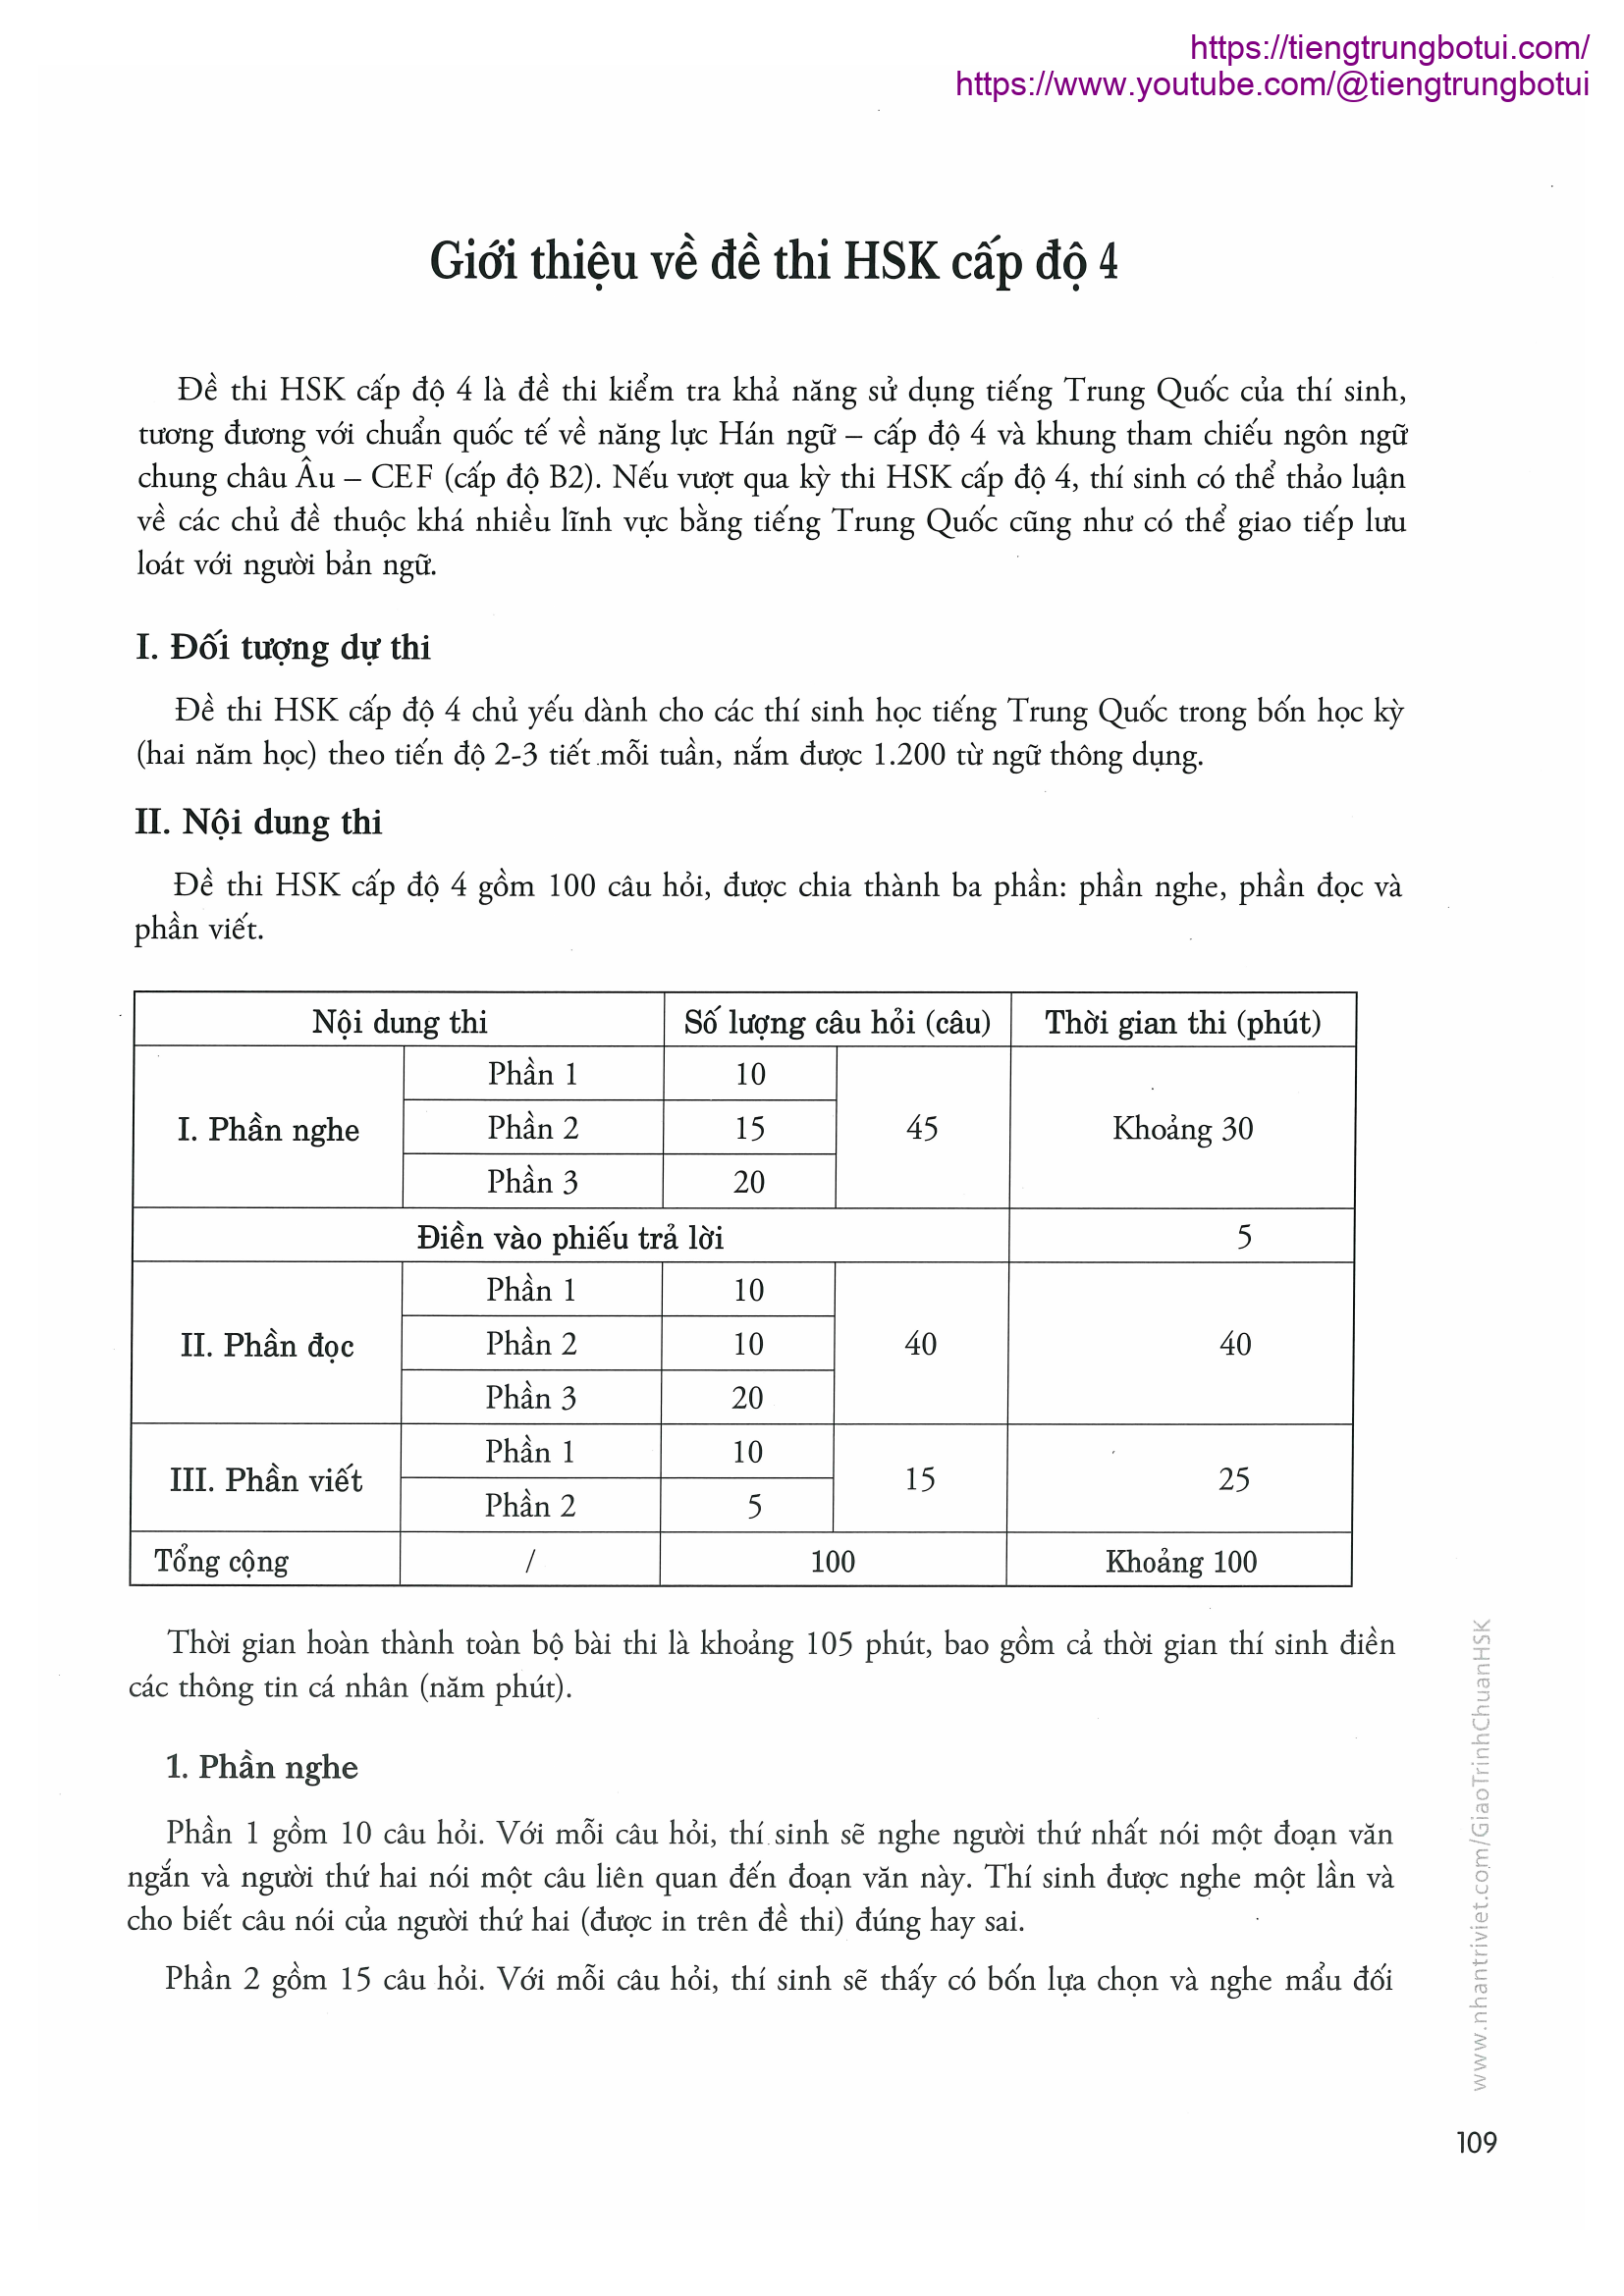 https://tiengtrungbotui.com/
https://www.youtube.com/@tiengtrungbotui
Giới thiệu về đề thi HSK cấp độ 4
Đề thi HSK cấp độ 4 là đề thi kiểm tra khả năng sử dụng tiếng Trung Quốc của thí sinh,
tương đương với chuẩn quốc tế về năng lực Hán ngữ – cấp độ 4 và khung tham chiếu ngôn ngữ
chung châu Âu – CEF (cấp độ B2). Nếu vượt qua kỳ thi HSK cấp độ 4, thí sinh có thể thảo luận
về các chủ đề thuộc khá nhiều lĩnh vực bằng tiếng Trung Quốc cũng như có thể giao tiếp lưu
loát với người bản ngữ.
I. Đối tượng dự thi
Đề thi HSK cấp độ 4 chủ yếu dành cho các thí sinh học tiếng Trung Quốc trong bốn học kỳ
(hai năm học) theo tiến độ 2-3 tiết mỗi tuần, nắm được 1.200 từ ngữ thông dụng.
II. Nội dung thi
Đề thi HSK cấp độ 4 gồm 100 câu hỏi, được chia thành ba phần: phần nghe, phần đọc và
phần viết.
Nội dung thi Số lượng câu hỏi (câu) Thời gian thi (phút)
Phần 1 10
I. Phần nghe Phần 2 15 45 Khoảng 30
Phần 3 20
Điền vào phiếu trả lời 5
Phần 1 10
II. Phần đọc Phần 2 10 40 40
Phần 3 20
Phần 1 10
III. Phần viết 15 25
Phần 2 5
Tổng cộng / 100 Khoảng 100
Thời gian hoàn thành toàn bộ bài thi là khoảng 105 phút, bao gồm cả thời gian thí sinh điền
các thông tin cá nhân (năm phút).
1. Phần nghe
Phần 1 gồm 10 câu hỏi. Với mỗi câu hỏi, thí sinh sẽ nghe người thứ nhất nói một đoạn văn
ngắn và người thứ hai nói một câu liên quan đến đoạn văn này. Thí sinh được nghe một lần và
cho biết câu nói của người thứ hai (được in trên đề thi) đúng hay sai.
Phần 2 gồm 15 câu hỏi. Với mỗi câu hỏi, thí sinh sẽ thấy có bốn lựa chọn và nghe mẩu đối
www.nhantriviet.com/GiaoTrinhChuanHSK
109